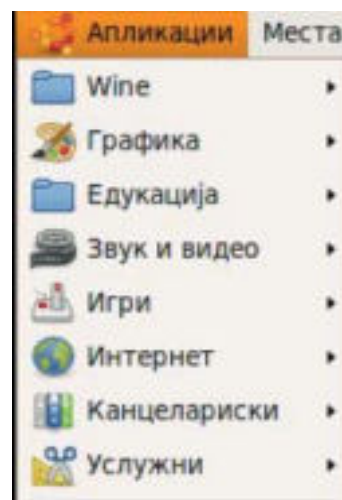 Апликации Места
Wine
Графика
Едукација
Звук и видео
Игри
Интернет
Канцелариски
Услужни